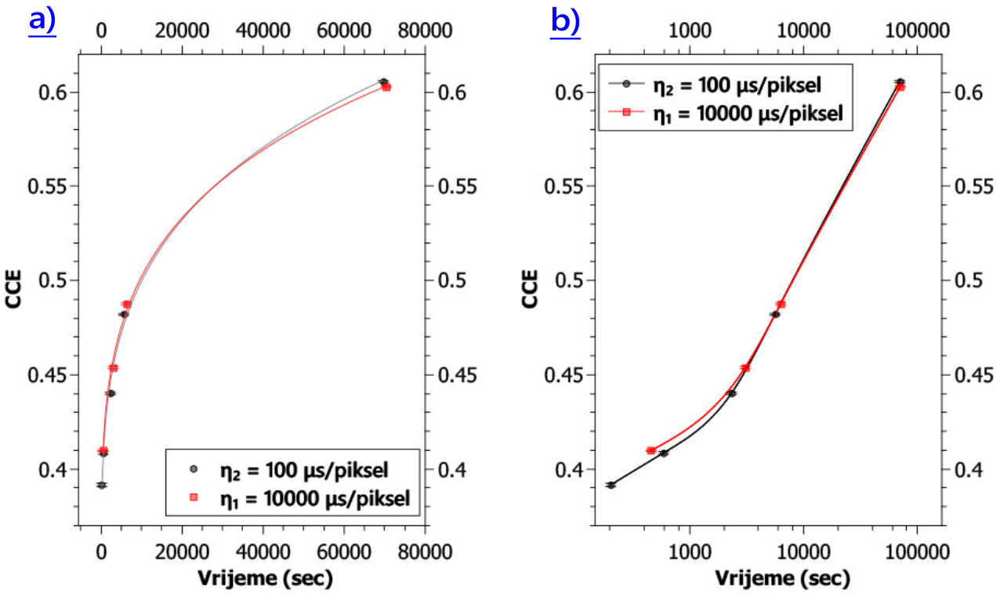 a)
0 20000 40000 60000 80000
0.6 0.6
0.55 0.55
0.5 0.5
0.45 0.45
0.4 0.4
CCE
η2 = 100 µs/piksel
η1 = 10000 µs/piksel
0 20000 40000 60000 80000
Vrijeme (sec)
b)
1000 10000 100000
η2 = 100 µs/piksel
η1 = 10000 µs/piksel
0.6 0.6
0.55 0.55
0.5 0.5
0.45 0.45
0.4 0.4
CCE
1000 10000 100000
Vrijeme (sec)